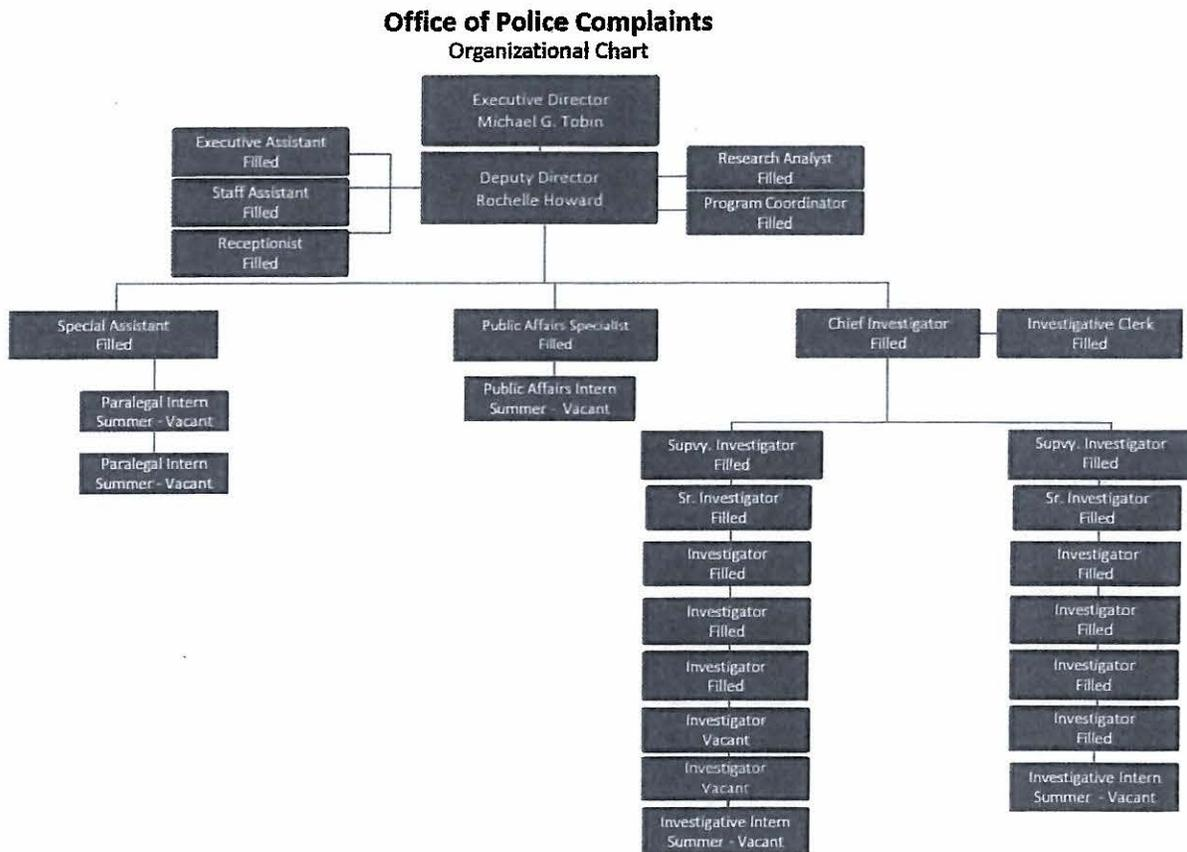 Office of Police Complaints
Organizational Chart
Executive Director
Michael G. Tobin
Executive Assistant
Filled
Staff Assistant
Filled
Receptionist
Filled
Deputy Director
Rochelle Howard
Research Analyst
Filled
Program Coordinator
Filled
Special Assistant
Filled
Public Affairs Specialist
Filled
Chief Investigator
Filled
Investigative Clerk
Filled
Paralegal Intern
Summer - Vacant
Paralegal Intern
Summer - Vacant
Public Affairs Intern
Summer - Vacant
Supvy. Investigator
Filled
Sr. Investigator
Filled
Investigator
Filled
Investigator
Filled
Investigator
Filled
Investigator
Vacant
Investigator
Vacant
Investigative Intern
Summer - Vacant
Supvy. Investigator
Filled
Sr. Investigator
Filled
Investigator
Filled
Investigator
Filled
Investigator
Filled
Investigator
Filled
Investigative Intern
Summer - Vacant